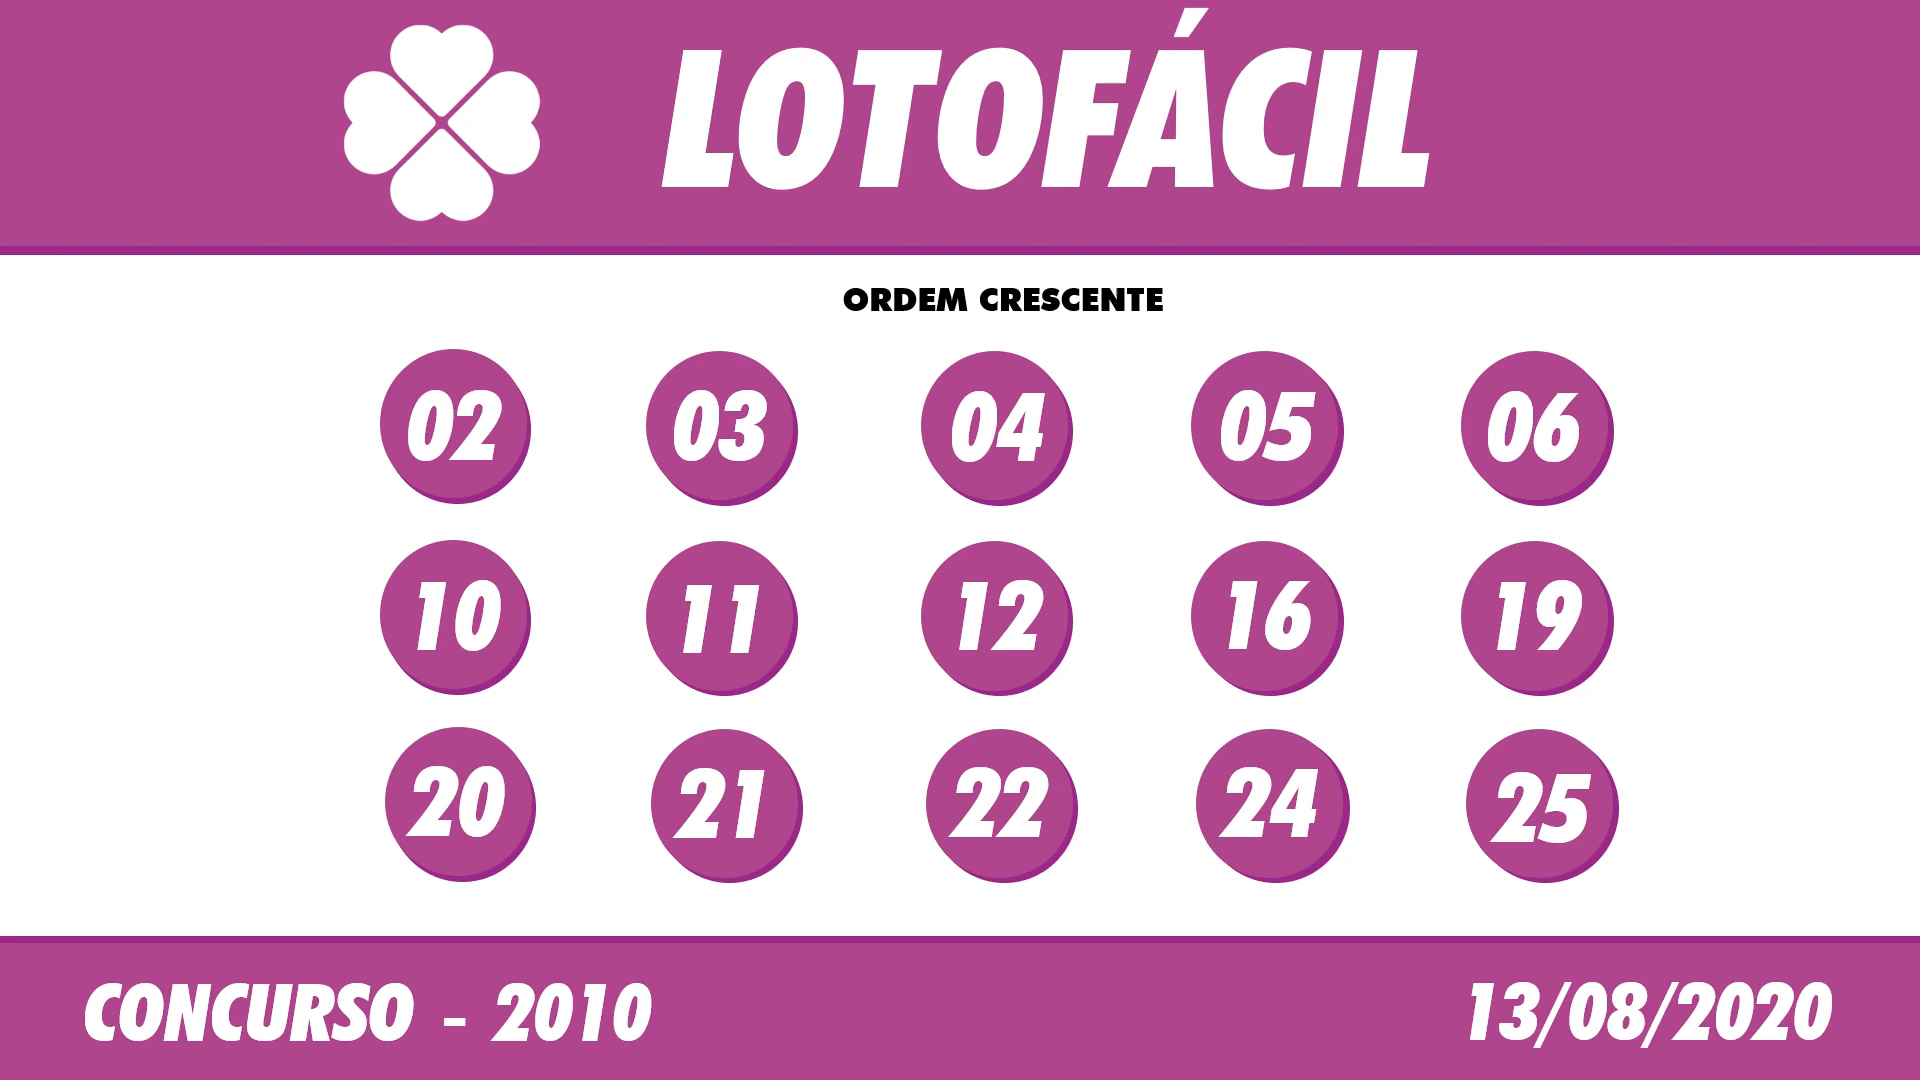 LOTOFÁCIL
ORDEM CRESCENTE
02 03 04 05 06
10 11 12 16 19
20 21 22 24 25
CONCURSO - 2010 13/08/2020